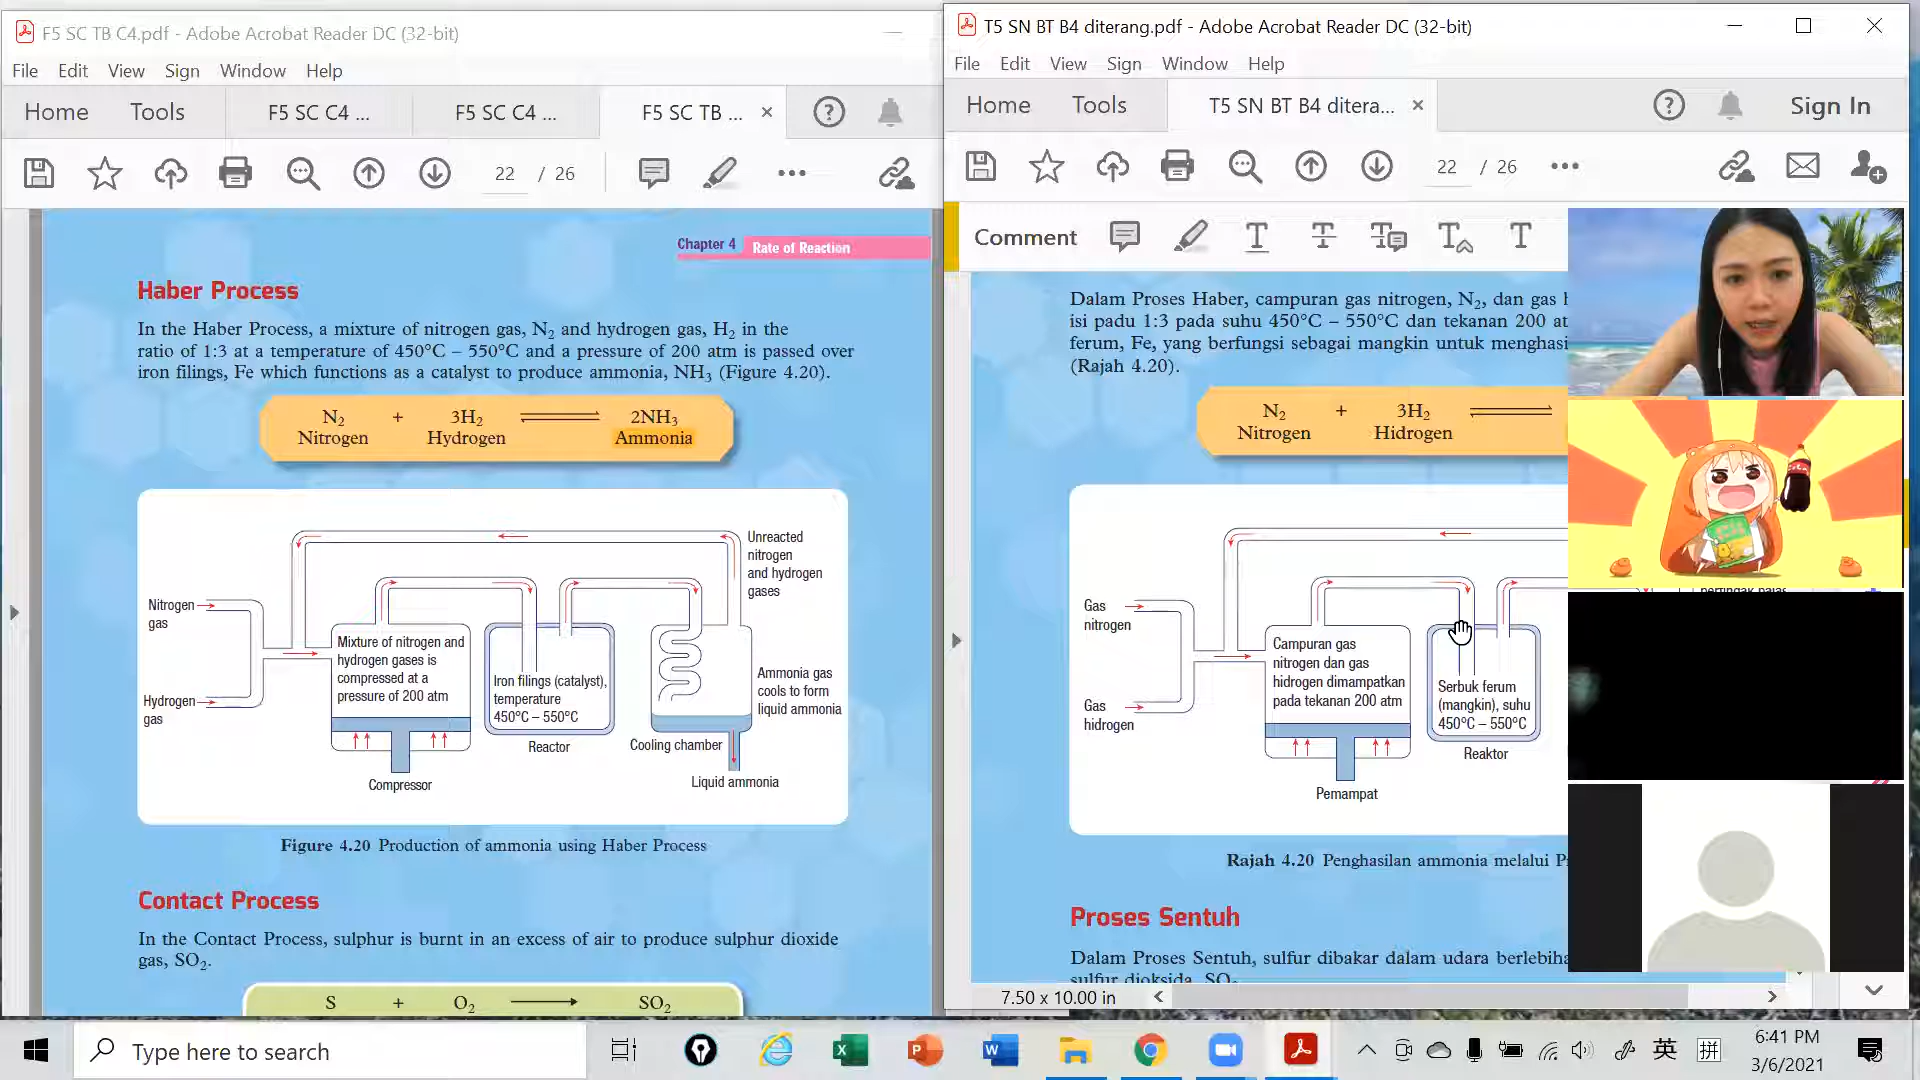 F5 SC TB C4.pdf - Adobe Acrobat Reader DC (32-bit)
File Edit View Sign Window Help
Home Tools F5 SC C4 ... F5 SC C4 ... F5 SC TB ...
22 / 26
Chapter 4 Rate of Reaction
Haber Process
In the Haber Process, a mixture of nitrogen gas, N₂ and hydrogen gas, H₂ in the
ratio of 1:3 at a temperature of 450°C – 550°C and a pressure of 200 atm is passed over
iron filings, Fe which functions as a catalyst to produce ammonia, NH₃ (Figure 4.20).
N₂ + 3H₂ ⇌ 2NH₃
Nitrogen Hydrogen Ammonia
Unreacted
nitrogen
and hydrogen
gases
Nitrogen
gas
Hydrogen
gas
Mixture of nitrogen and
hydrogen gases is
compressed at a
pressure of 200 atm
Compressor
Iron filings (catalyst),
temperature
450°C – 550°C
Reactor
Ammonia gas
cools to form
liquid ammonia
Cooling chamber
Liquid ammonia
Figure 4.20 Production of ammonia using Haber Process
Contact Process
In the Contact Process, sulphur is burnt in an excess of air to produce sulphur dioxide
gas, SO₂.
S + O₂ → SO₂
T5 SN BT B4 diterang.pdf - Adobe Acrobat Reader DC (32-bit)
File Edit View Sign Window Help
Home Tools T5 SN BT B4 ditera... Sign In
22 / 26
Comment
Dalam Proses Haber, campuran gas nitrogen, N₂, dan gas
isi padu 1:3 pada suhu 450°C – 550°C dan tekanan 200 at
ferum, Fe, yang berfungsi sebagai mangkin untuk menghasi
(Rajah 4.20).
N₂ + 3H₂ ⇌
Nitrogen Hidrogen
Gas
nitrogen
Gas
hidrogen
Campuran gas
nitrogen dan gas
hidrogen dimampatkan
pada tekanan 200 atm
Pemampat
Serbuk ferum
(mangkin), suhu
450°C – 550°C
Reaktor
Rajah 4.20 Penghasilan ammonia melalui P
Proses Sentuh
Dalam Proses Sentuh, sulfur dibakar dalam udara berlebiha
sulfur dioksida, SO₂
7.50 x 10.00 in
Type here to search
英 拼
6:41 PM
3/6/2021